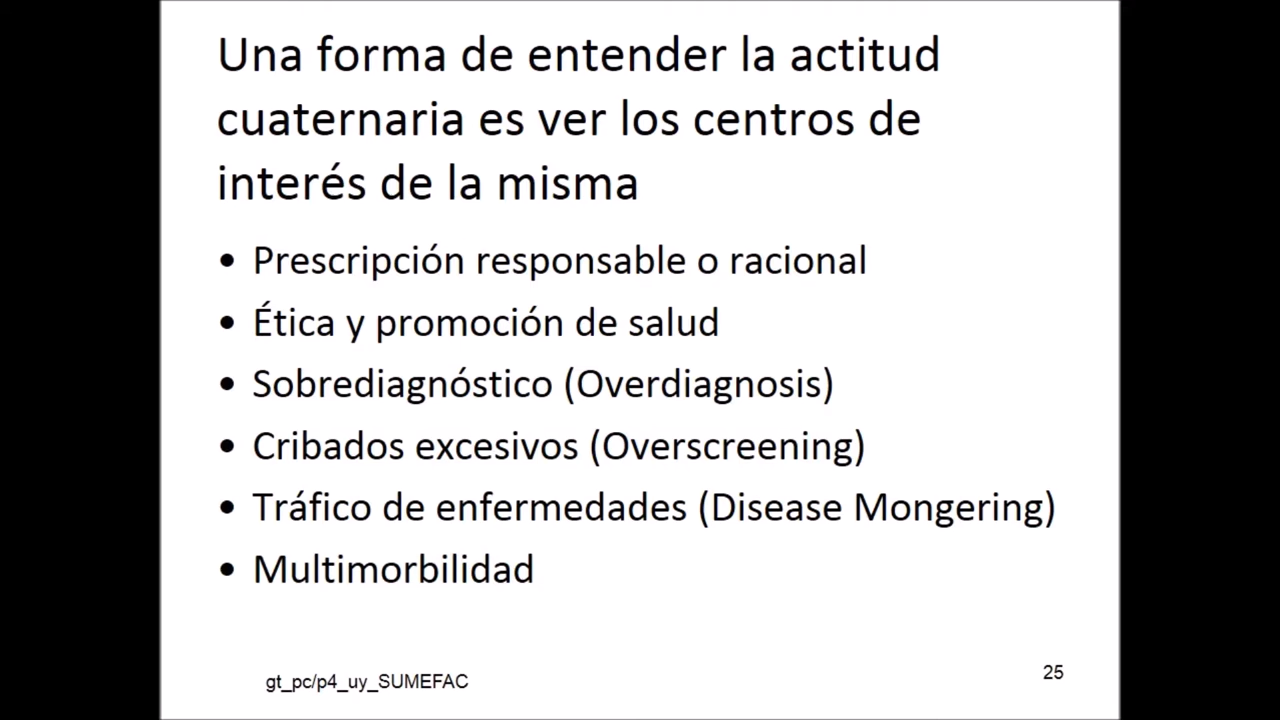 Una forma de entender la actitud
cuaternaria es ver los centros de
interés de la misma
• Prescripción responsable o racional
• Ética y promoción de salud
• Sobrediagnóstico (Overdiagnosis)
• Cribados excesivos (Overscreening)
• Tráfico de enfermedades (Disease Mongering)
• Multimorbilidad
gt_pc/p4_uy_SUMEFAC
25